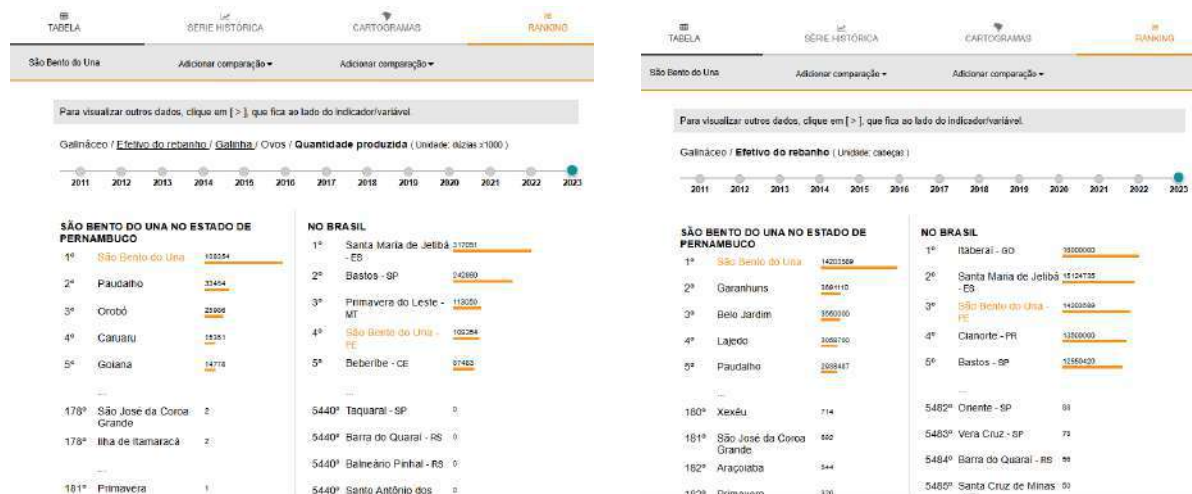 TABELA
SÉRIE HISTÓRICA
CARTOGRAMAS
RANKING
São Bento do Una
Adicionar comparação
Adicionar comparação
Para visualizar outros dados, clique em [ > ], que fica ao lado do indicador/variável.
Galináceo / Efetivo do rebanho / Galinha / Ovos / Quantidade produzida ( Unidade: dúzias x1000 )
2011 2012 2013 2014 2015 2016 2017 2018 2019 2020 2021 2022 2023
SÃO BENTO DO UNA NO ESTADO DE
PERNAMBUCO
1º São Bento do Una
2º Paudalho 33464
3º Orobó
4º Caruaru
5º Goiana 14778
...
178º São José da Coroa 2
Grande
178º Ilha de Itamaracá 2
...
181º Primavera 1
NO BRASIL
1º Santa Maria de Jetibá 317051
- ES
2º Bastos - SP
3º Primavera do Leste -
MT
4º São Bento do Una -
PE
5º Beberibe - CE
...
5440º Taquaral - SP 0
5440º Barra do Quaraí - RS 0
5440º Balneário Pinhal - RS 0
5440º Santo Antônio dos 0
TABELA
SÉRIE HISTÓRICA
CARTOGRAMAS
RANKING
São Bento do Una
Adicionar comparação
Adicionar comparação
Para visualizar outros dados, clique em [ > ], que fica ao lado do indicador/variável.
Galináceo / Efetivo do rebanho ( Unidade: cabeças )
2011 2012 2013 2014 2015 2016 2017 2018 2019 2020 2021 2022 2023
SÃO BENTO DO UNA NO ESTADO DE
PERNAMBUCO
1º São Bento do Una 14203589
2º Garanhuns
3º Belo Jardim
4º Lajedo
5º Paudalho
...
180º Xexéu 714
181º São José da Coroa
Grande
182º Araçoiaba 544
Primavera
NO BRASIL
1º Itaberaí - GO
2º Santa Maria de Jetibá 15124735
- ES
3º São Bento do Una - 14203589
PE
4º Cianorte - PR
5º Bastos - SP 12559420
...
5482º Oriente - SP
5483º Vera Cruz - SP
5484º Barra do Quaraí - RS
5485º Santa Cruz de Minas